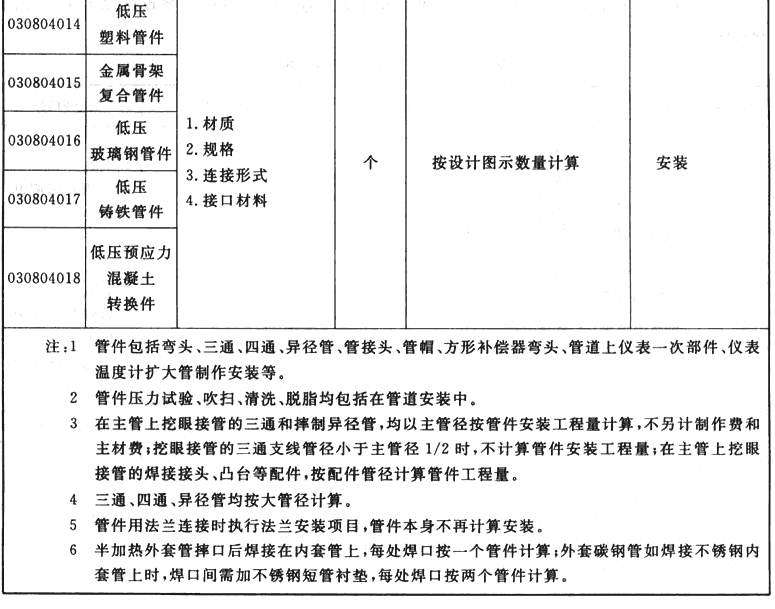 030804014
低压
塑料管件
030804015
金属骨架
复合管件
030804016
低压
玻璃钢管件
030804017
低压
铸铁管件
030804018
低压预应力
混凝土
转换件
1.材质
2.规格
3.连接形式
4.接口材料
个
按设计图示数量计算
安装
注:1 管件包括弯头、三通、四通、异径管、管接头、管帽、方形补偿器弯头、管道上仪表一次部件、仪表
温度计扩大管制作安装等。
2 管件压力试验、吹扫、清洗、脱脂均包括在管道安装中。
3 在主管上挖眼接管的三通和摔制异径管,均以主管径按管件安装工程量计算,不另计制作费和
主材费;挖眼接管的三通支线管径小于主管径 1/2 时,不计算管件安装工程量;在主管上挖眼
接管的焊接接头、凸台等配件,按配件管径计算管件工程量。
4 三通、四通、异径管均按大管径计算。
5 管件用法兰连接时执行法兰安装项目,管件本身不再计算安装。
6 半加热外套管摔口后焊接在内套管上,每处焊口按一个管件计算;外套碳钢管如焊接不锈钢内
套管上时,焊口间需加不锈钢短管衬垫,每处焊口按两个管件计算。